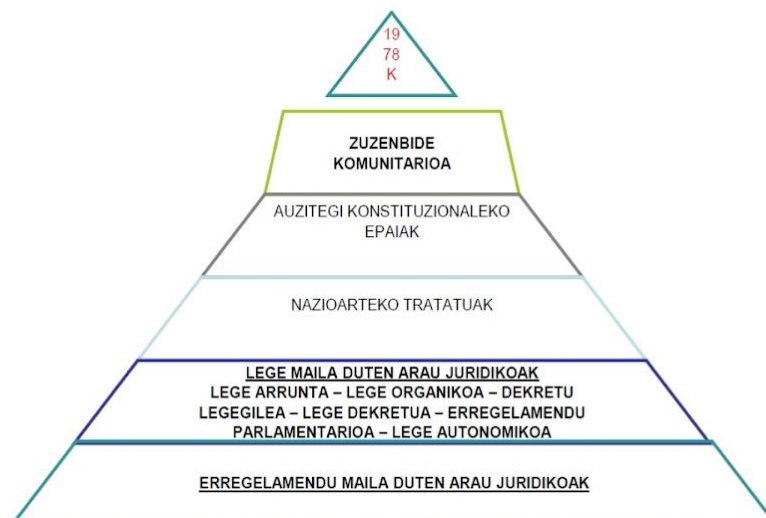 19
78
K
ZUZENBIDE
KOMUNITARIOA
AUZITEGI KONSTITUZIONALEKO
EPAIAK
NAZIOARTEKO TRATATUAK
LEGE MAILA DUTEN ARAU JURIDIKOAK
LEGE ARRUNTA – LEGE ORGANIKOA – DEKRETU
LEGEGILEA – LEGE DEKRETUA – ERREGELAMENDU
PARLAMENTARIOA – LEGE AUTONOMIKOA
ERREGELAMENDU MAILA DUTEN ARAU JURIDIKOAK